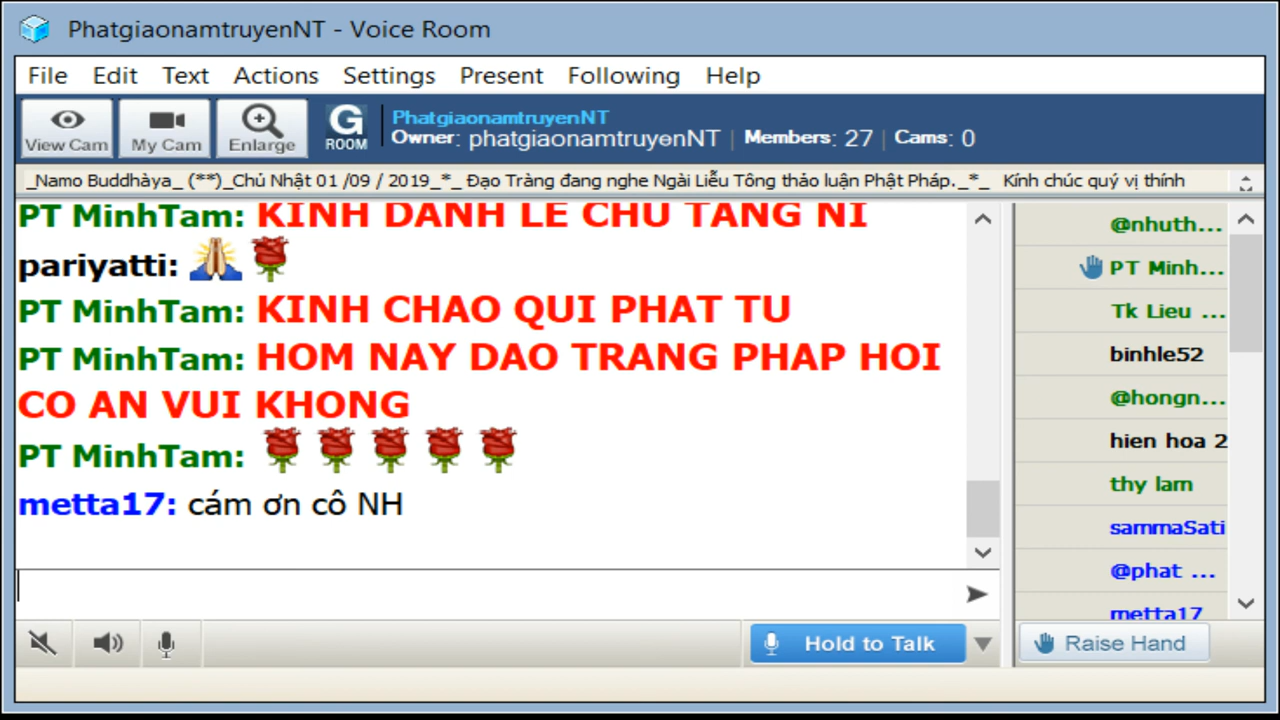 PhatgiaonamtruyenNT - Voice Room
File Edit Text Actions Settings Present Following Help
View Cam My Cam Enlarge G ROOM
PhatgiaonamtruyenNT
Owner: phatgiaonamtruyenNT | Members: 27 | Cams: 0
_Namo Buddhàya_ (**)_Chủ Nhật 01 /09 / 2019_*_ Đạo Tràng đang nghe Ngài Liễu Tông thảo luận Phật Pháp._*_ Kính chúc quý vị thính
PT MinhTam: KINH DANH LE CHU TANG NI
pariyatti: 🙏🌹
PT MinhTam: KINH CHAO QUI PHAT TU
PT MinhTam: HOM NAY DAO TRANG PHAP HOI
CO AN VUI KHONG
PT MinhTam: 🌹🌹🌹🌹🌹
metta17: cám ơn cô NH
@nhuth...
PT Minh...
Tk Lieu ...
binhle52
@hongn...
hien hoa 2
thy lam
sammaSati
@phat ...
metta17
Hold to Talk
Raise Hand